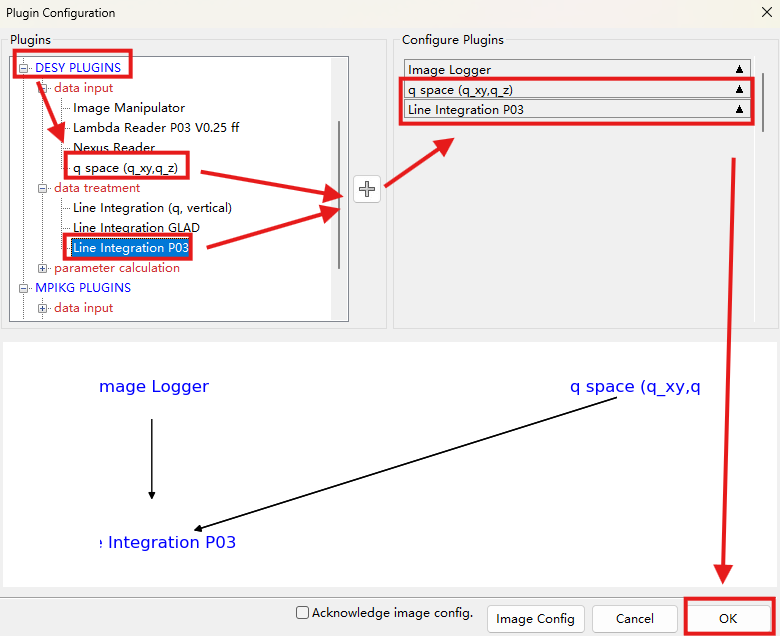 Plugin Configuration
Plugins
DESY PLUGINS
data input
Image Manipulator
Lambda Reader P03 V0.25 ff
Nexus Reader
q space (q_xy,q_z)
data treatment
Line Integration (q, vertical)
Line Integration GLAD
Line Integration P03
parameter calculation
MPIKG PLUGINS
data input
Configure Plugins
Image Logger
q space (q_xy,q_z)
Line Integration P03
mage Logger
q space (q_xy,q
Integration P03
Acknowledge image config.
Image Config
Cancel
OK